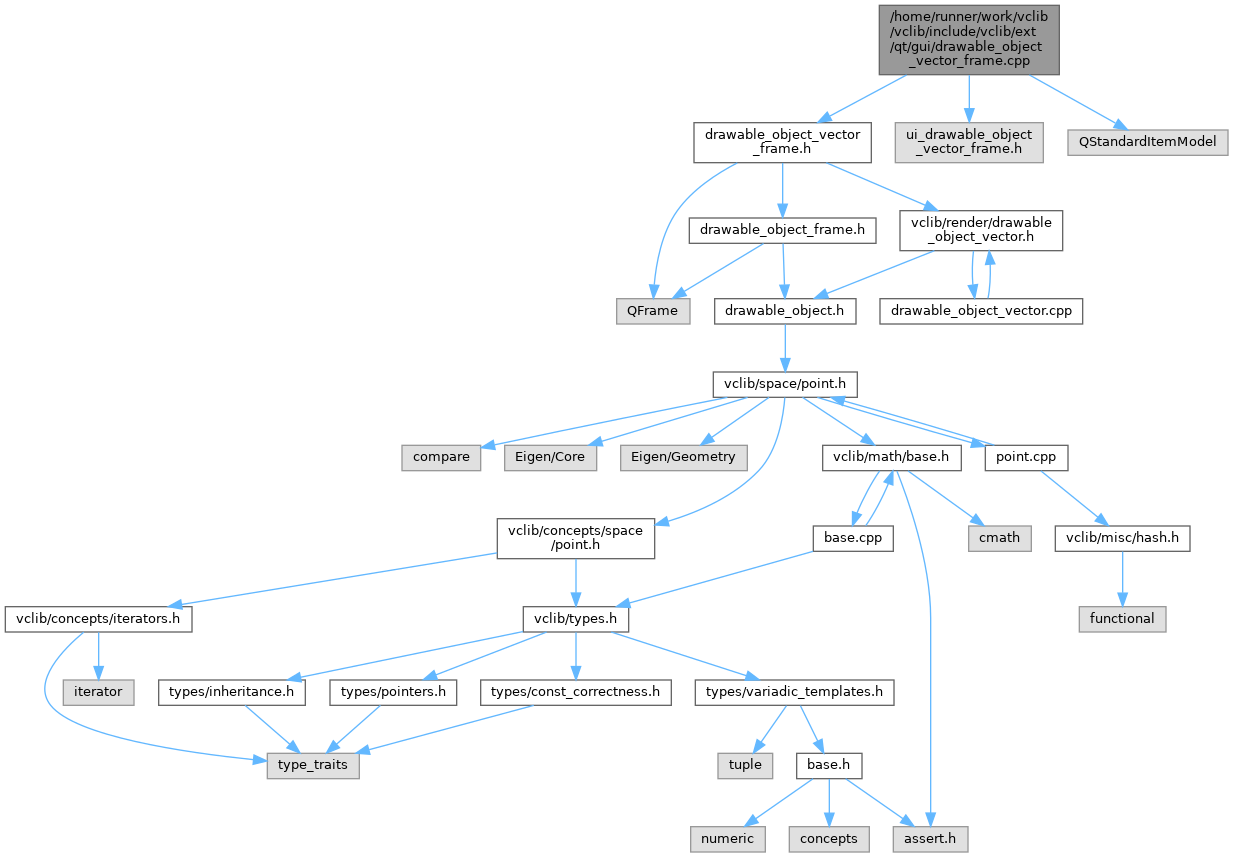 /home/runner/work/vclib
/vclib/include/vclib/ext
/qt/gui/drawable_object
_vector_frame.cpp
drawable_object_vector
_frame.h
ui_drawable_object
_vector_frame.h
QStandardItemModel
drawable_object_frame.h
vclib/render/drawable
_object_vector.h
QFrame
drawable_object.h
drawable_object_vector.cpp
vclib/space/point.h
compare
Eigen/Core
Eigen/Geometry
vclib/math/base.h
point.cpp
vclib/concepts/space
/point.h
base.cpp
cmath
vclib/misc/hash.h
vclib/concepts/iterators.h
vclib/types.h
functional
iterator
types/inheritance.h
types/pointers.h
types/const_correctness.h
types/variadic_templates.h
type_traits
tuple
base.h
numeric
concepts
assert.h